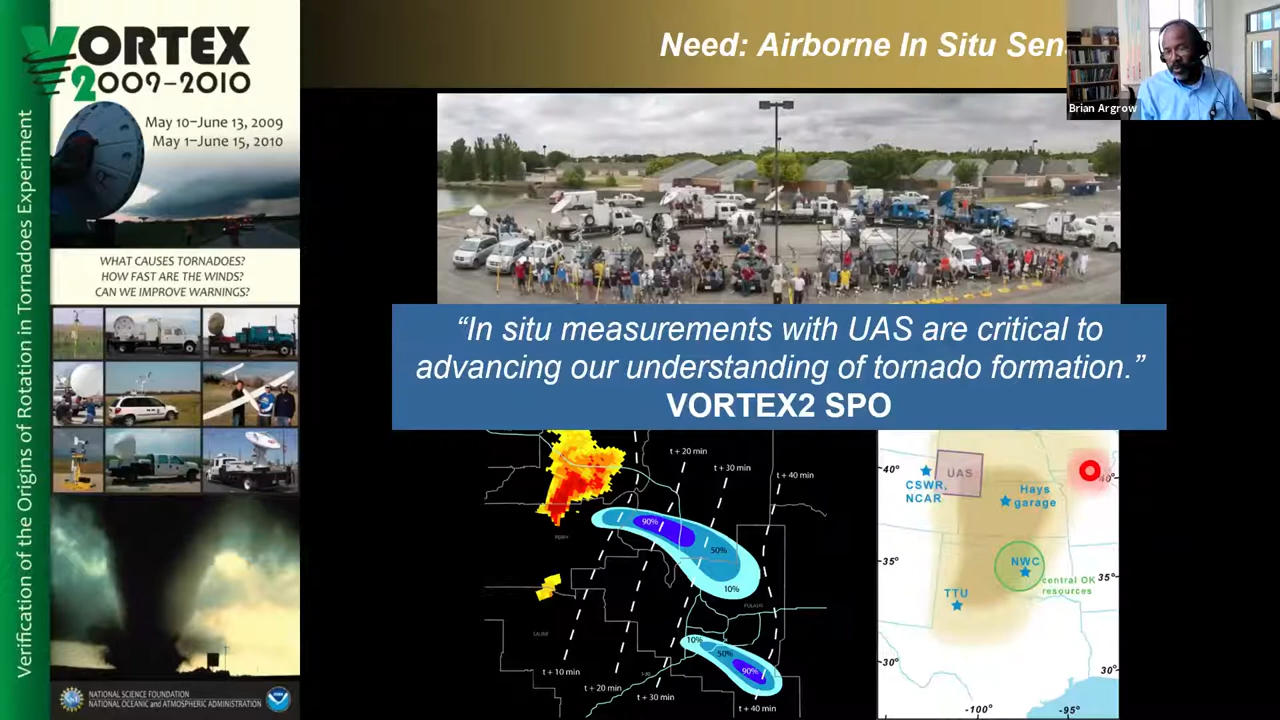 Need: Airborne In Situ Sen
Brian Argrow
VORTEX
2009-2010
May 10–June 13, 2009
May 1–June 15, 2010
Verification of the Origins of Rotation in Tornadoes Experiment
WHAT CAUSES TORNADOES?
HOW FAST ARE THE WINDS?
CAN WE IMPROVE WARNINGS?
NATIONAL SCIENCE FOUNDATION
NATIONAL OCEANIC and ATMOSPHERIC ADMINISTRATION
“In situ measurements with UAS are critical to
advancing our understanding of tornado formation.”
VORTEX2 SPO
t + 20 min
t + 30 min
t + 40 min
90%
50%
10%
PERRY
PULASKI
SALINE
10%
50%
90%
t + 10 min
t + 20 min
t + 30 min
t + 40 min
40°
UAS
40°
CSWR,
NCAR
Hays
garage
35°
NWC
35°
central OK
resources
TTU
30°
30°
-100°
-95°